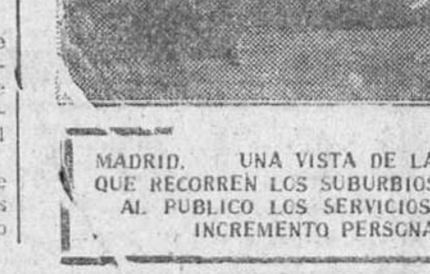 MADRID. UNA VISTA DE LA
QUE RECORREN LOS SUBURBIOS
AL PUBLICO LOS SERVICIOS
INCREMENTO PERSONA